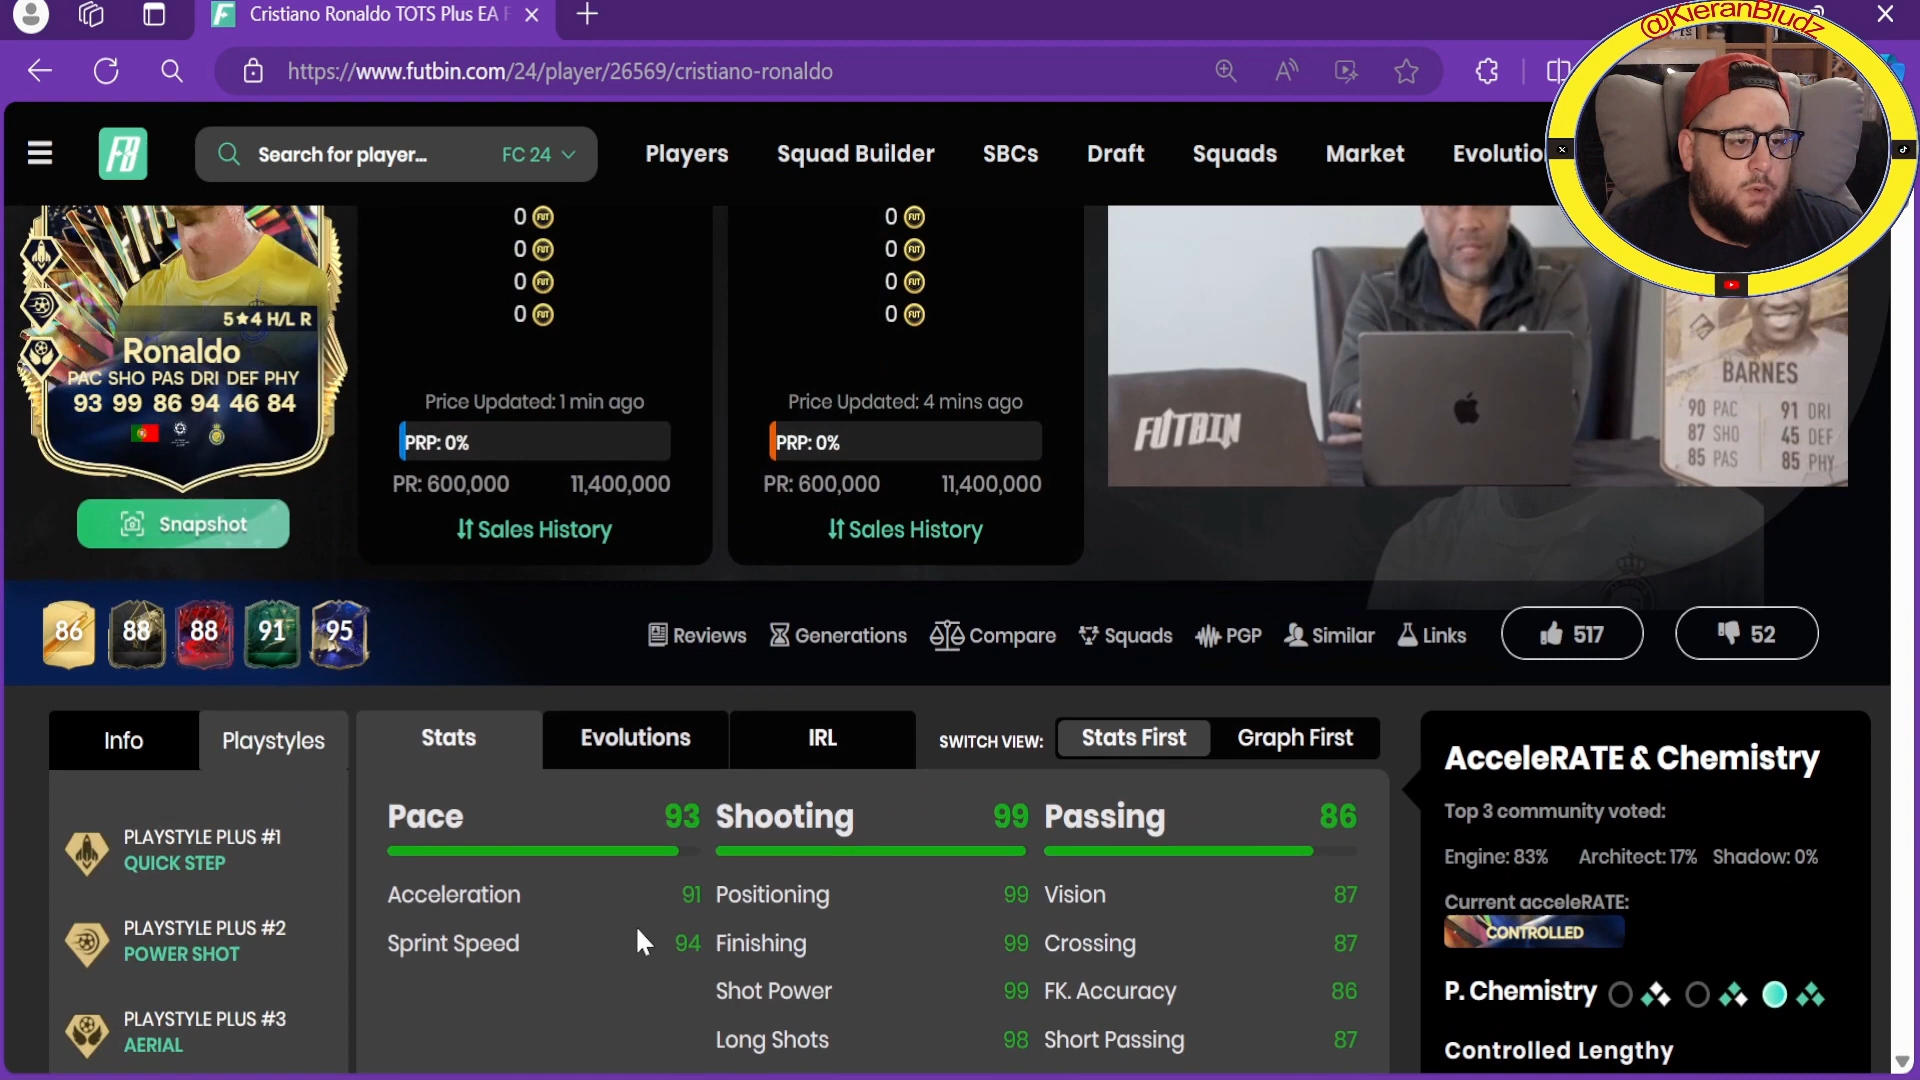 Cristiano Ronaldo TOTS Plus EA F
@KieranBludz
https://www.futbin.com/24/player/26569/cristiano-ronaldo
FB
Search for player...
FC 24
Players
Squad Builder
SBCs
Draft
Squads
Market
Evolutio
0 FUT
0 FUT
0 FUT
0 FUT
0 FUT
0 FUT
0 FUT
0 FUT
5★4 H/L R
Ronaldo
PAC SHO PAS DRI DEF PHY
93 99 86 94 46 84
Price Updated: 1 min ago
PRP: 0%
PR: 600,000
11,400,000
Sales History
Price Updated: 4 mins ago
PRP: 0%
PR: 600,000
11,400,000
Sales History
FUTBIN
BARNES
90 PAC 91 DRI
87 SHO 45 DEF
85 PAS 85 PHY
Snapshot
86
88
88
91
95
Reviews
Generations
Compare
Squads
PGP
Similar
Links
517
52
Info
Playstyles
Stats
Evolutions
IRL
SWITCH VIEW:
Stats First
Graph First
PLAYSTYLE PLUS #1
QUICK STEP
PLAYSTYLE PLUS #2
POWER SHOT
PLAYSTYLE PLUS #3
AERIAL
Pace 93
Acceleration 91
Sprint Speed 94
Shooting 99
Positioning 99
Finishing 99
Shot Power 99
Long Shots 98
Passing 86
Vision 87
Crossing 87
FK. Accuracy 86
Short Passing 87
AcceleRATE & Chemistry
Top 3 community voted:
Engine: 83% Architect: 17% Shadow: 0%
Current acceleRATE:
CONTROLLED
P. Chemistry
Controlled Lengthy